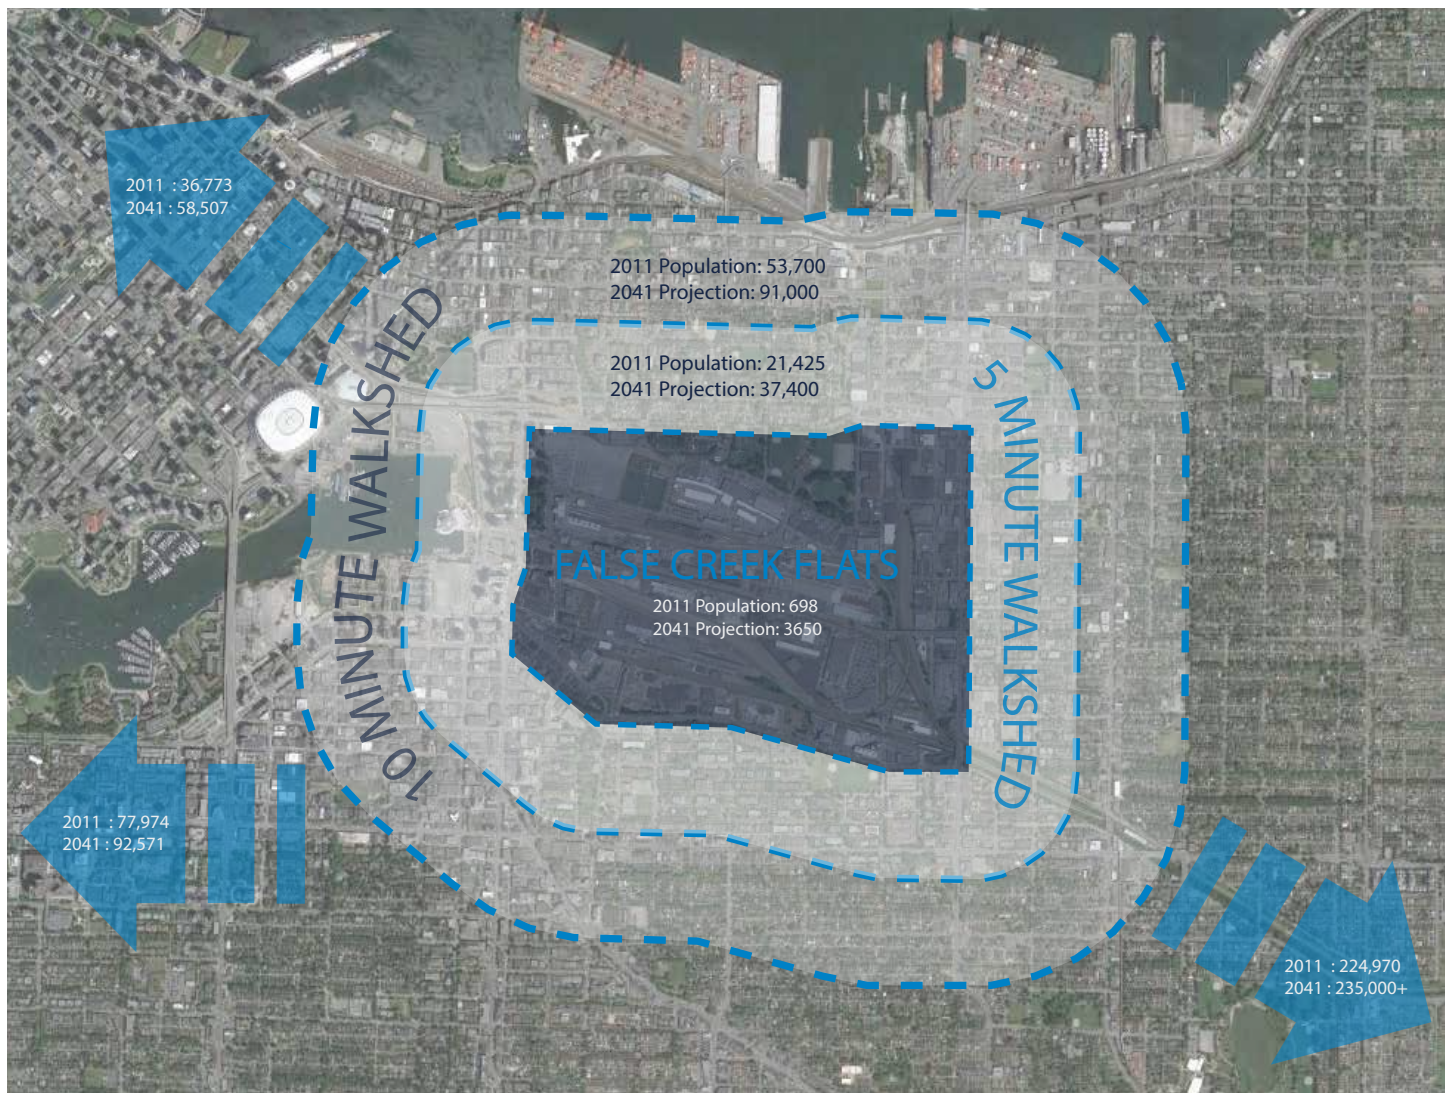 2011 : 36,773
2041 : 58,507
2011 Population: 53,700
2041 Projection: 91,000
2011 Population: 21,425
2041 Projection: 37,400
10 MINUTE WALKSHED
5 MINUTE WALKSHED
FALSE CREEK FLATS
2011 Population: 698
2041 Projection: 3650
2011 : 77,974
2041 : 92,571
2011 : 224,970
2041 : 235,000+